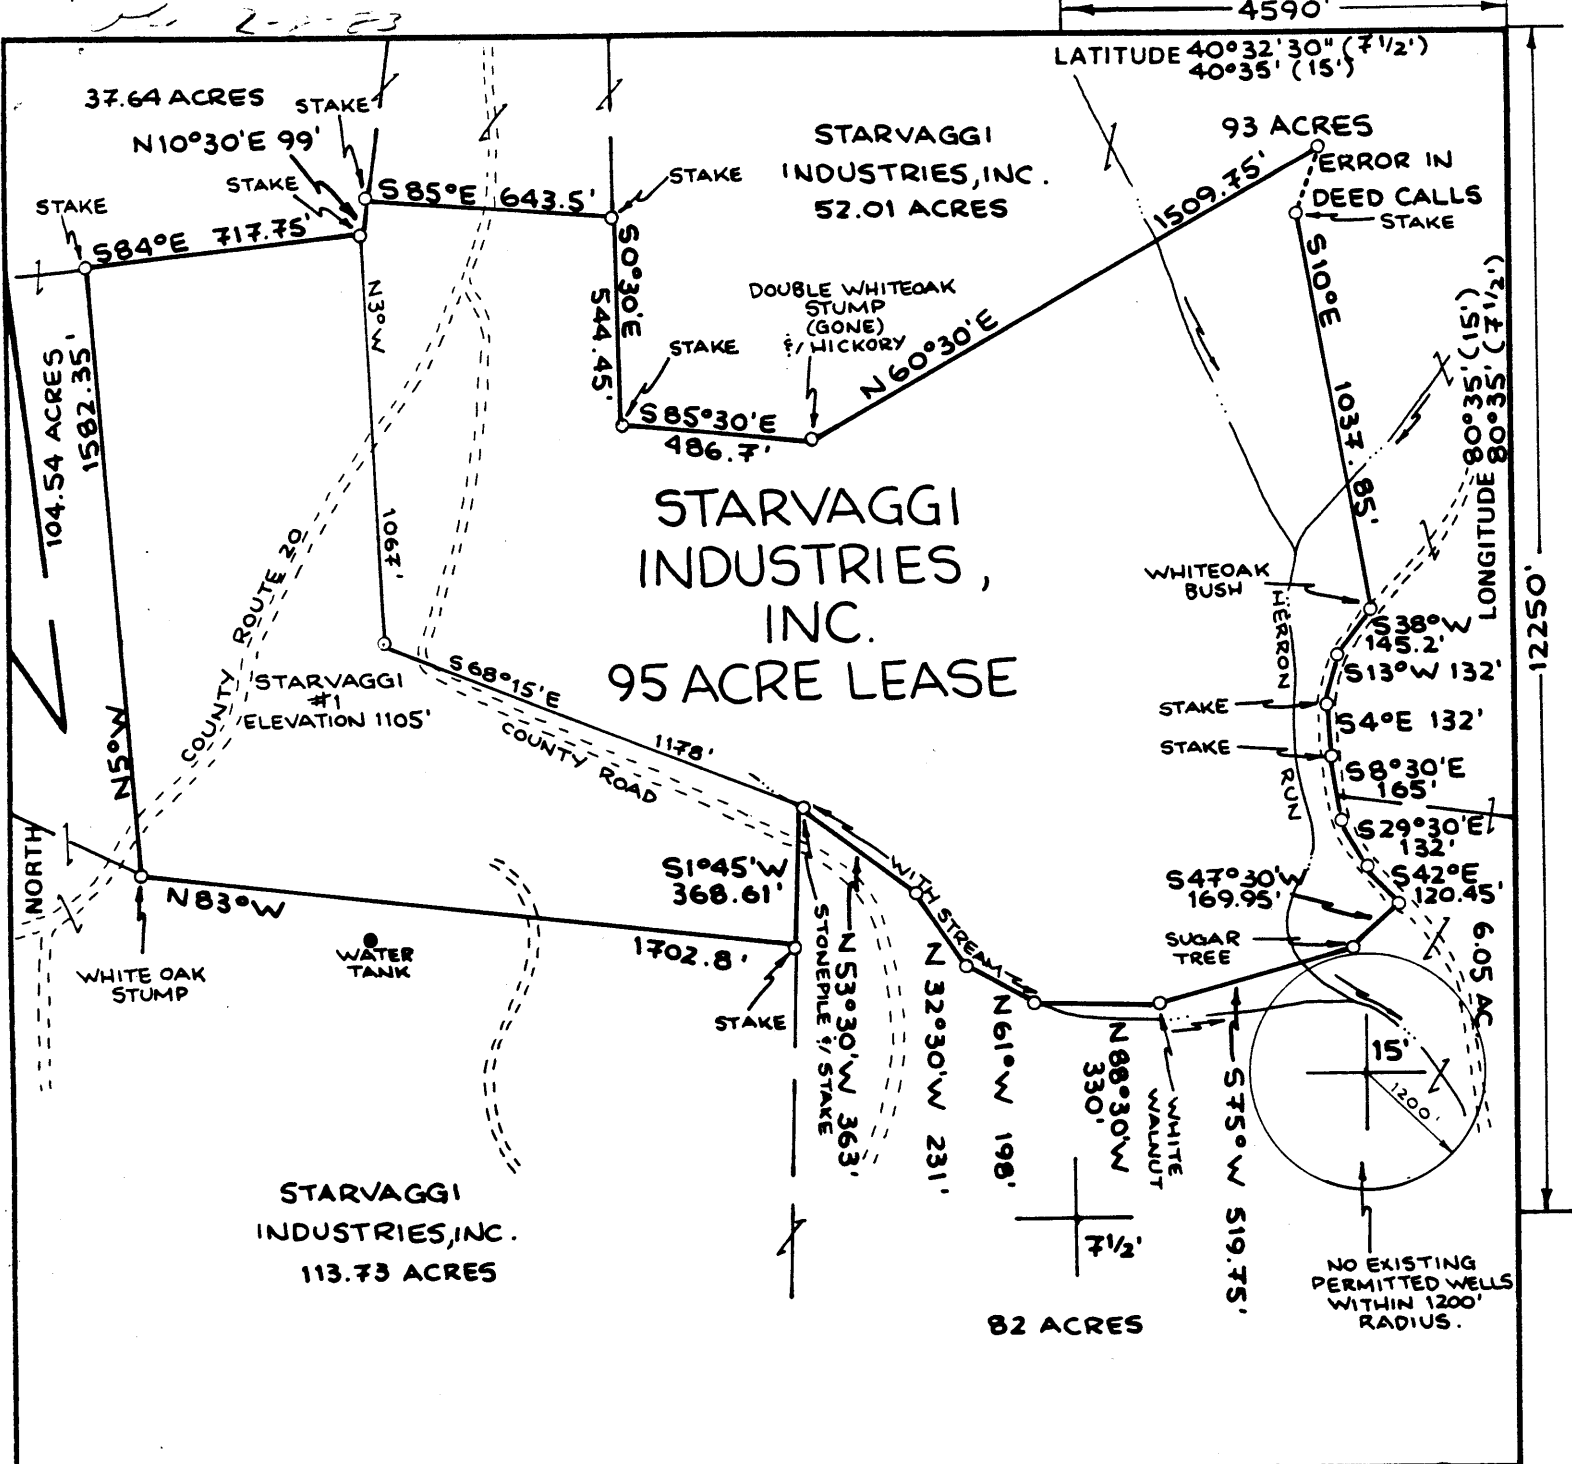 2-8-83
4590'
LATITUDE 40°32'30" (7 1/2')
40°35' (15')
37.64 ACRES
STAKE
N10°30'E 99'
STAKE
STAKE
S84°E 717.75'
S85°E 643.5'
STAKE
STARVAGGI
INDUSTRIES, INC.
52.01 ACRES
93 ACRES
ERROR IN
DEED CALLS
STAKE
1509.75'
N60°30'E
S10°E
1037.85'
LONGITUDE 80°35' (15')
80°35' (7 1/2')
12250'
N3°W
1067'
S0°30'E
544.45'
STAKE
DOUBLE WHITEOAK
STUMP
(GONE)
&/ HICKORY
S85°30'E
486.7'
104.54 ACRES
1582.35'
N5°W
COUNTY ROUTE 20
STARVAGGI
INDUSTRIES,
INC.
95 ACRE LEASE
STARVAGGI
#1
ELEVATION 1105'
S68°15'E
1178'
COUNTY ROAD
WHITEOAK
BUSH
HERRON RUN
S38°W
145.2'
S13°W 132'
STAKE
S4°E 132'
STAKE
S8°30'E
165'
S29°30'E
132'
S42°E
120.45'
S47°30'W
169.95'
SUGAR
TREE
6.05 AC.
NORTH
N83°W
1702.8'
WHITE OAK
STUMP
WATER
TANK
S1°45'W
368.61'
STAKE
WITH STREAM
STONEPILE &/ STAKE
N53°30'W 363'
N32°30'W 231'
N61°W 198'
N88°30'W
330'
WHITE
WALNUT
S75°W 519.75'
15'
1200'
7 1/2'
NO EXISTING
PERMITTED WELLS
WITHIN 1200'
RADIUS.
STARVAGGI
INDUSTRIES, INC.
113.73 ACRES
82 ACRES